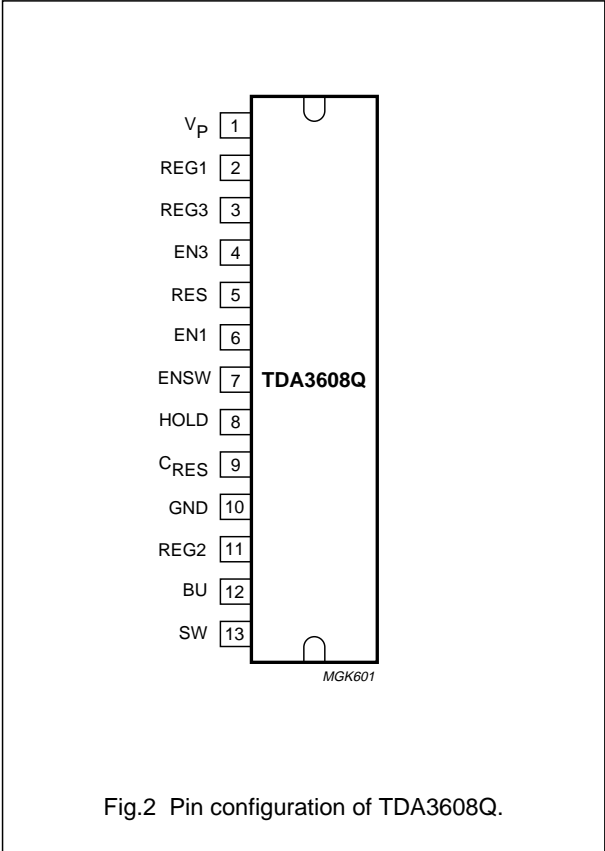 VP 1
REG1 2
REG3 3
EN3 4
RES 5
EN1 6
ENSW 7 TDA3608Q
HOLD 8
CRES 9
GND 10
REG2 11
BU 12
SW 13
MGK601
Fig.2 Pin configuration of TDA3608Q.